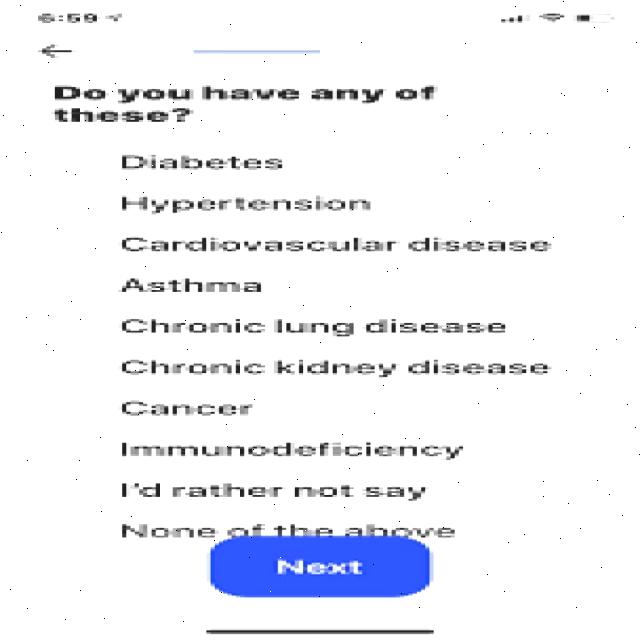 6:59
Do you have any of
these?
Diabetes
Hypertension
Cardiovascular disease
Asthma
Chronic lung disease
Chronic kidney disease
Cancer
Immunodeficiency
I'd rather not say
None of the above
Next